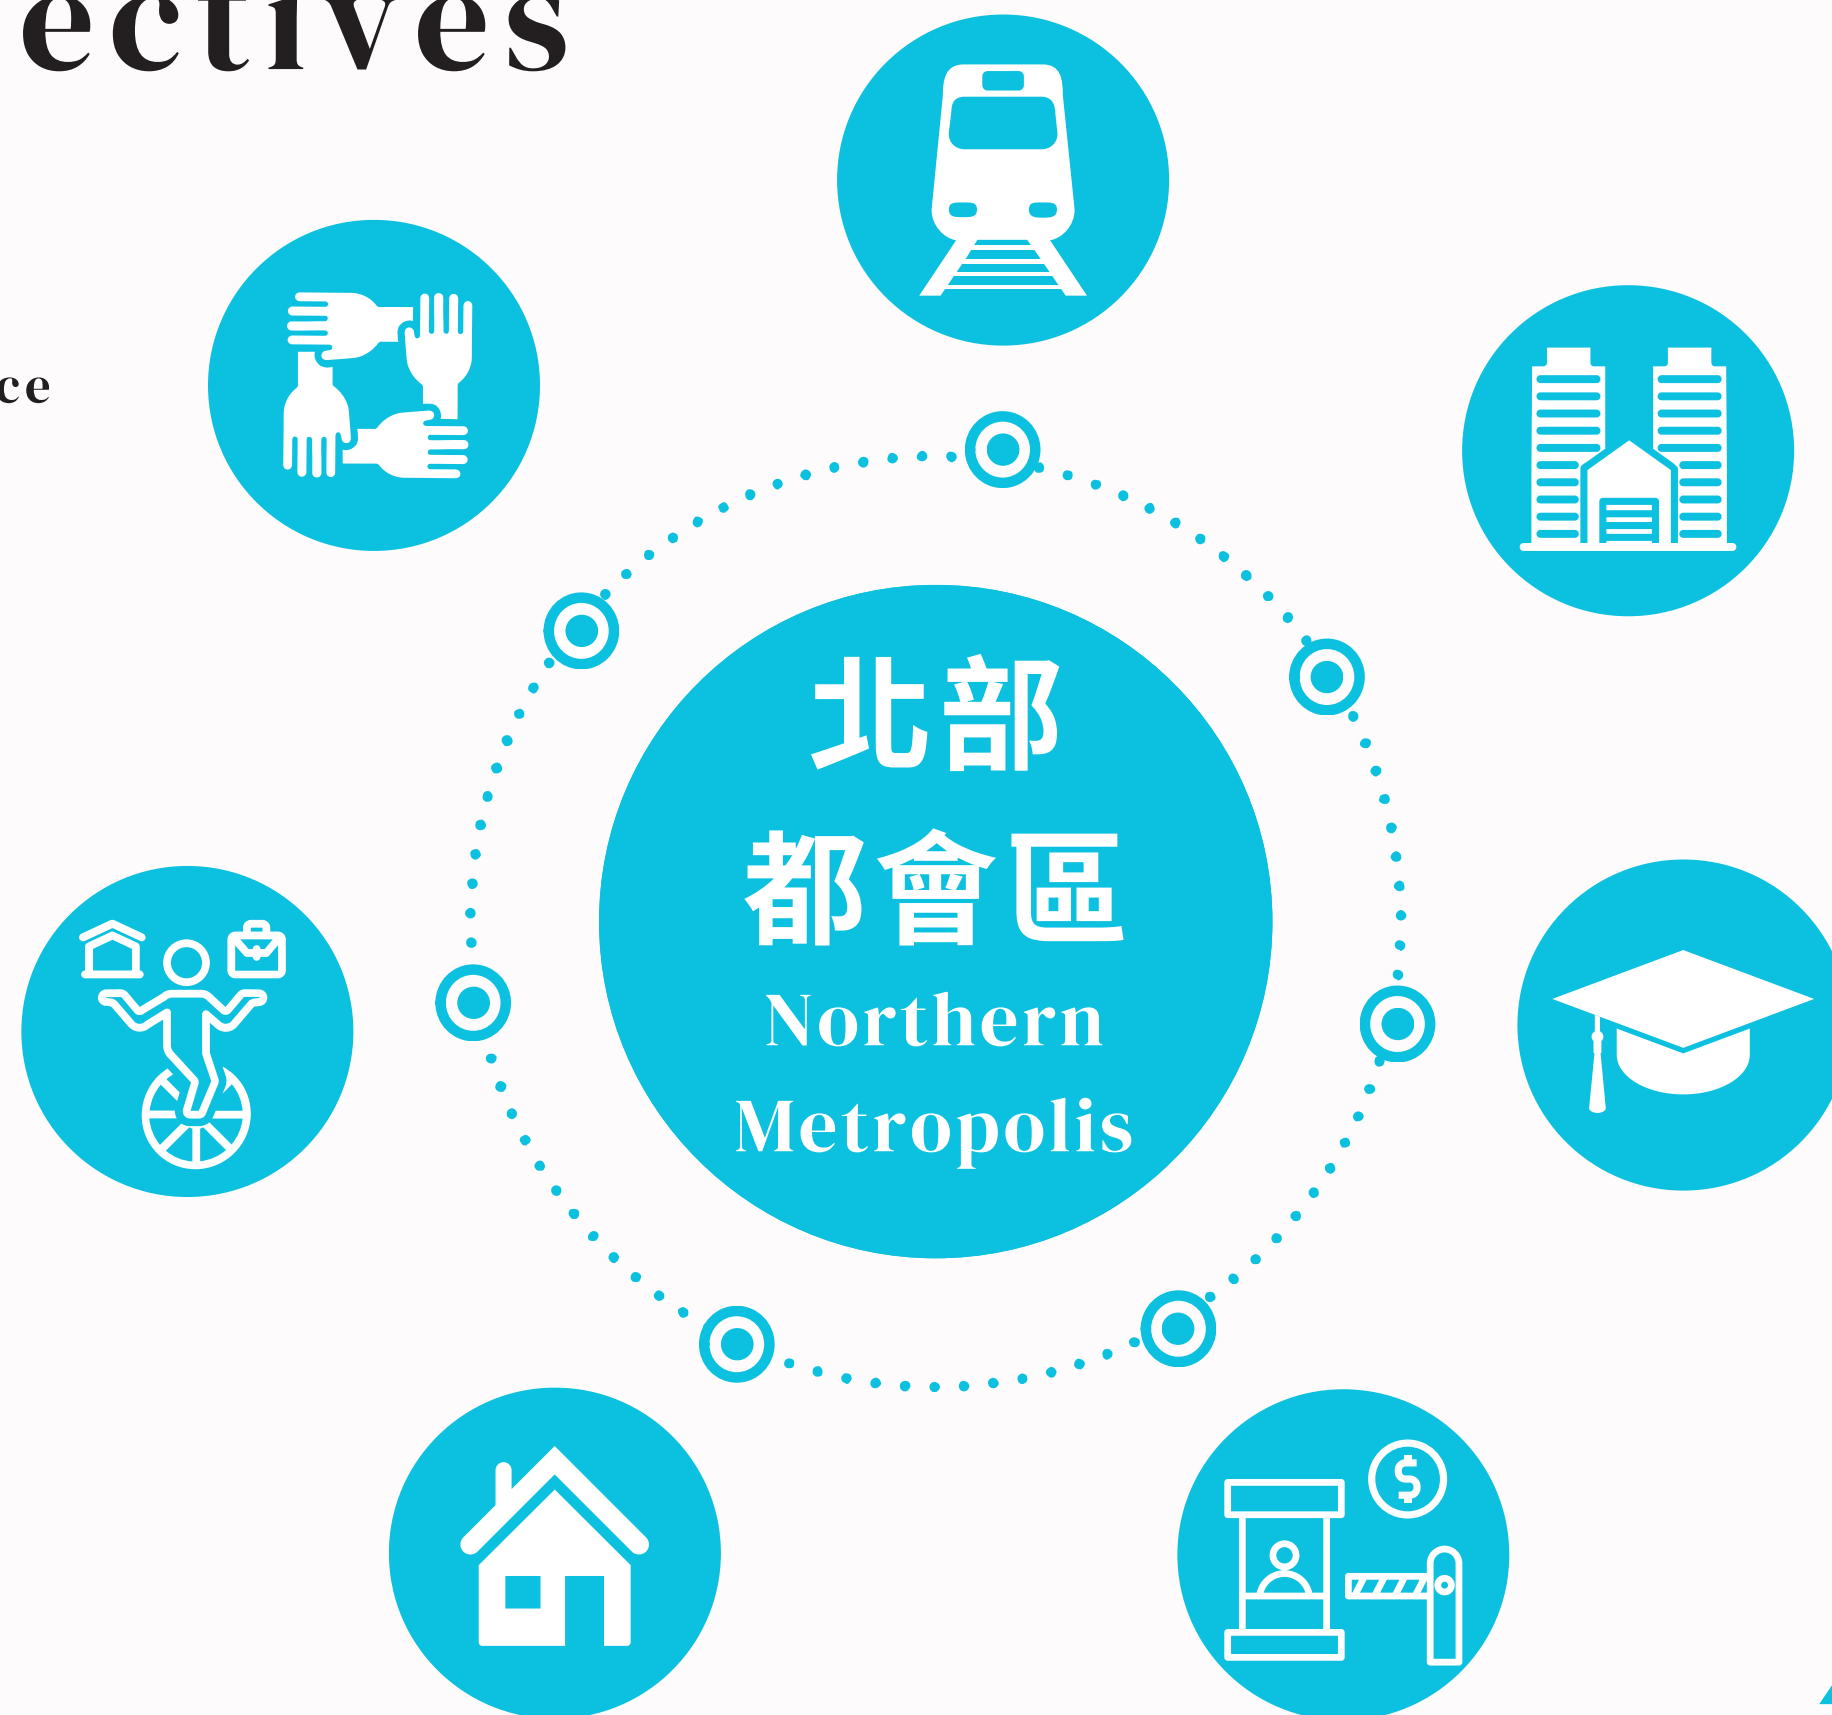 ectives
ce
北部
都會區
Northern
Metropolis
$